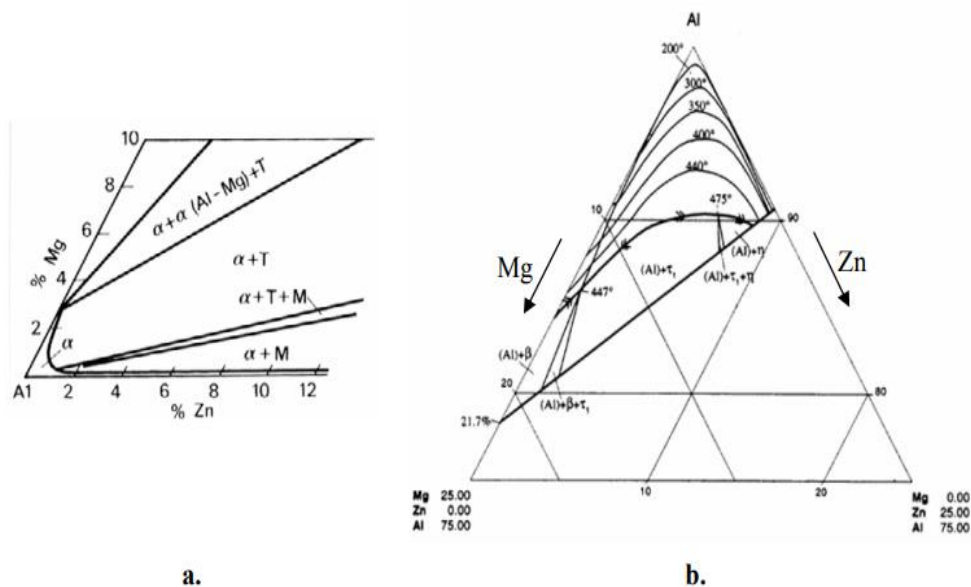 10
8
6
4
2
% Mg
α+α (Al-Mg)+T
α+T
α+T+M
α+M
α
A1
2
4
6
8
10
12
% Zn
a.
Al
200°
300°
350°
400°
440°
475°
10
90
(Al)+η
(Al)+τ₁
(Al)+τ₁+η
Mg
Zn
447°
(Al)+β
20
80
(Al)+β+τ₁
21.7%
10
20
Mg 25.00
Zn 0.00
Al 75.00
Mg 0.00
Zn 25.00
Al 75.00
b.